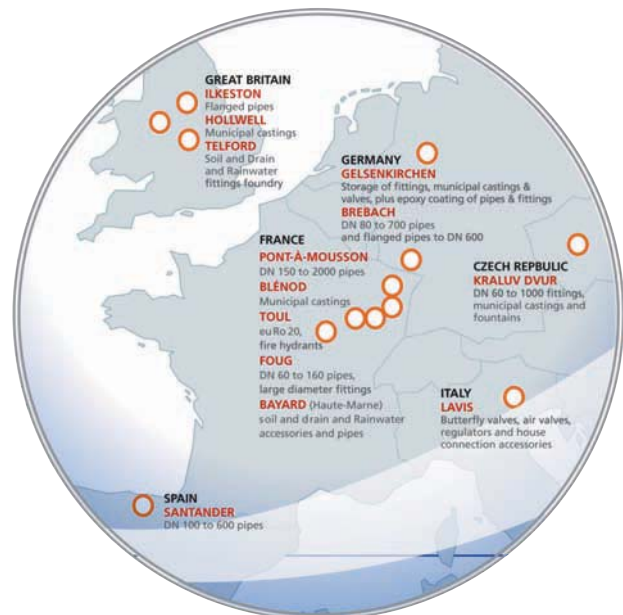 GREAT BRITAIN
ILKESTON
Flanged pipes
HOLLWELL
Municipal castings
TELFORD
Soil and Drain
and Rainwater
fittings foundry
GERMANY
GELSENKIRCHEN
Storage of fittings, municipal castings &
valves, plus epoxy coating of pipes & fittings
BREBACH
DN 80 to 700 pipes
and flanged pipes to DN 600
FRANCE
PONT-À-MOUSSON
DN 150 to 2000 pipes
BLÉNOD
Municipal castings
TOUL
euRo 20,
fire hydrants
FOUG
DN 60 to 160 pipes,
large diameter fittings
BAYARD (Haute-Marne)
soil and drain and Rainwater
accessories and pipes
CZECH REPBULIC
KRALUV DVUR
DN 60 to 1000 fittings,
municipal castings and
fountains
ITALY
LAVIS
Butterfly valves, air valves,
regulators and house
connection accessories
SPAIN
SANTANDER
DN 100 to 600 pipes